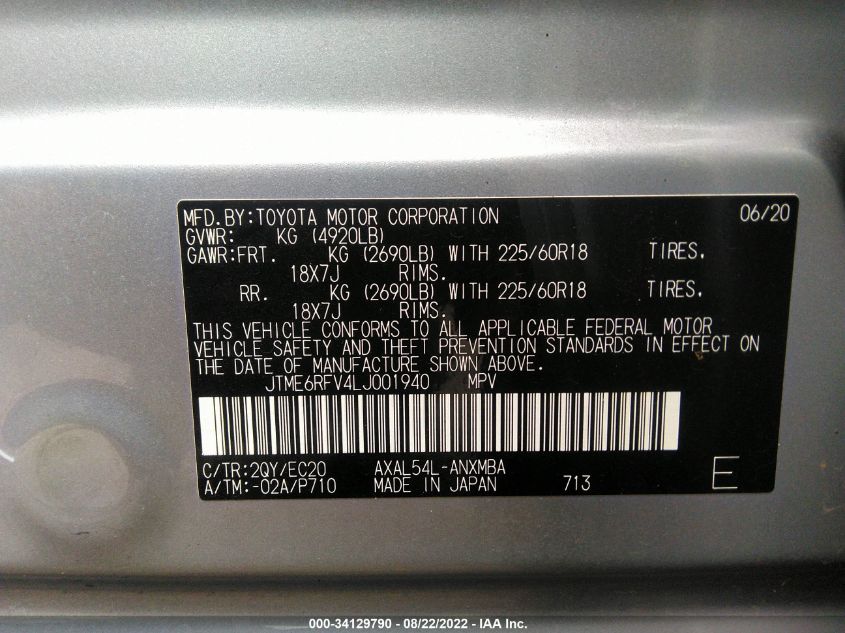 MFD.BY:TOYOTA MOTOR CORPORATION 06/20
GVWR: KG (4920LB)
GAWR:FRT. KG (2690LB) WITH 225/60R18 TIRES.
18X7J RIMS.
RR. KG (2690LB) WITH 225/60R18 TIRES.
18X7J RIMS.
THIS VEHICLE CONFORMS TO ALL APPLICABLE FEDERAL MOTOR
VEHICLE SAFETY AND THEFT PREVENTION STANDARDS IN EFFECT ON
THE DATE OF MANUFACTURE SHOWN ABOVE.
JTME6RFV4LJ001940 MPV
C/TR:2QY/EC20 AXAL54L-ANXMBA
A/TM:-02A/P710 MADE IN JAPAN 713 E
000-34129790 - 08/22/2022 - IAA Inc.